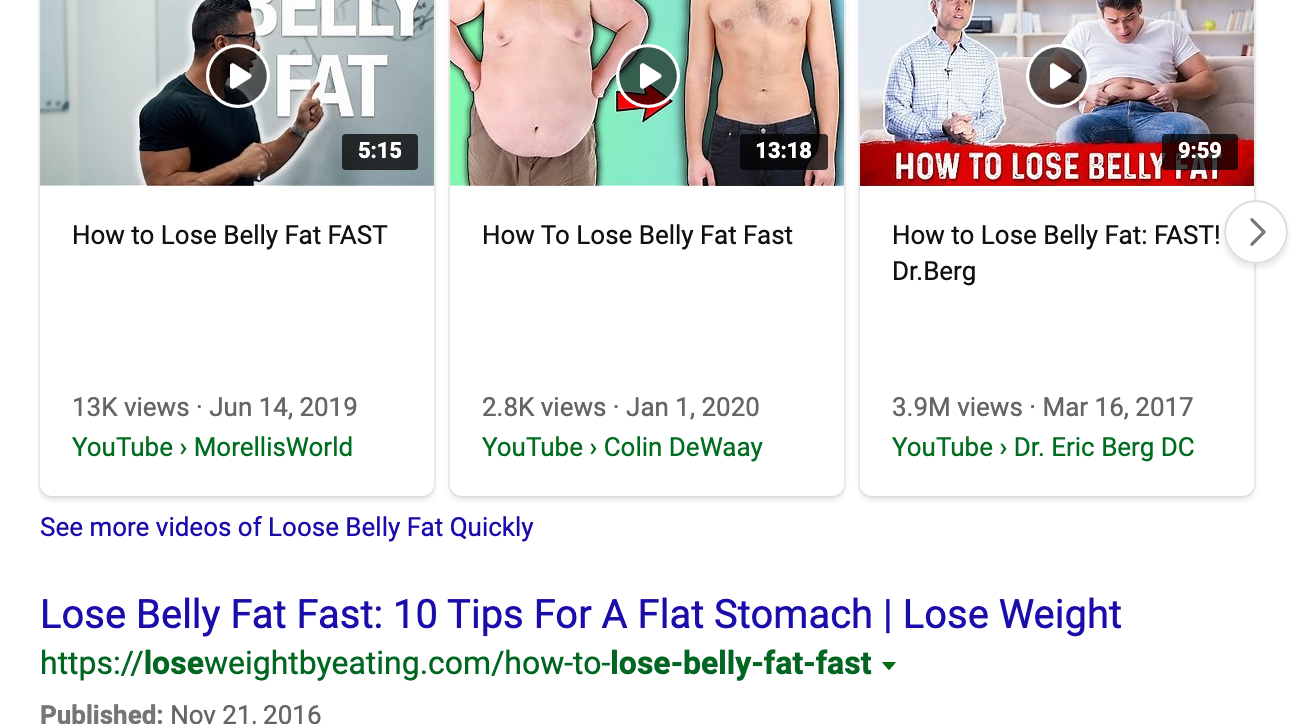 BELLY
FAT
5:15
13:18
9:59
HOW TO LOSE BELLY FAT
How to Lose Belly Fat FAST
How To Lose Belly Fat Fast
How to Lose Belly Fat: FAST!
Dr.Berg
13K views · Jun 14, 2019
YouTube › MorellisWorld
2.8K views · Jan 1, 2020
YouTube › Colin DeWaay
3.9M views · Mar 16, 2017
YouTube › Dr. Eric Berg DC
See more videos of Loose Belly Fat Quickly
Lose Belly Fat Fast: 10 Tips For A Flat Stomach | Lose Weight
https://loseweightbyeating.com/how-to-lose-belly-fat-fast
Published: Nov 21, 2016